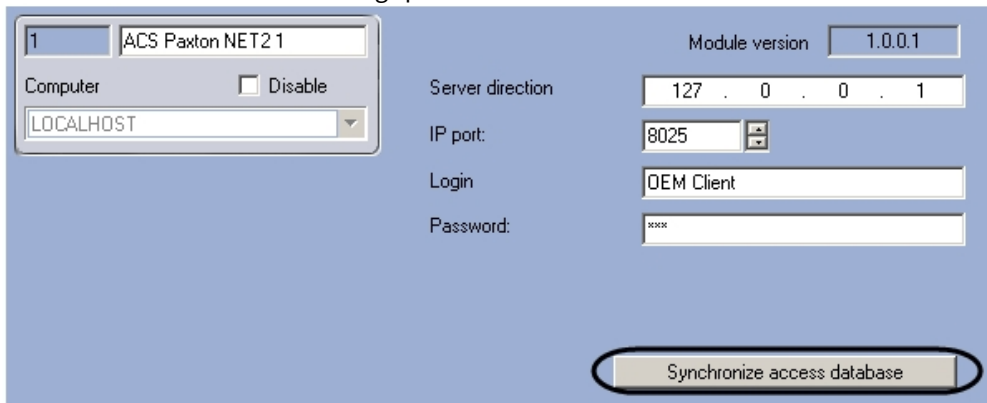 1 ACS Paxton NET2 1
Computer Disable
LOCALHOST
Module version 1.0.0.1
Server direction 127 . 0 . 0 . 1
IP port: 8025
Login OEM Client
Password: ***
Synchronize access database